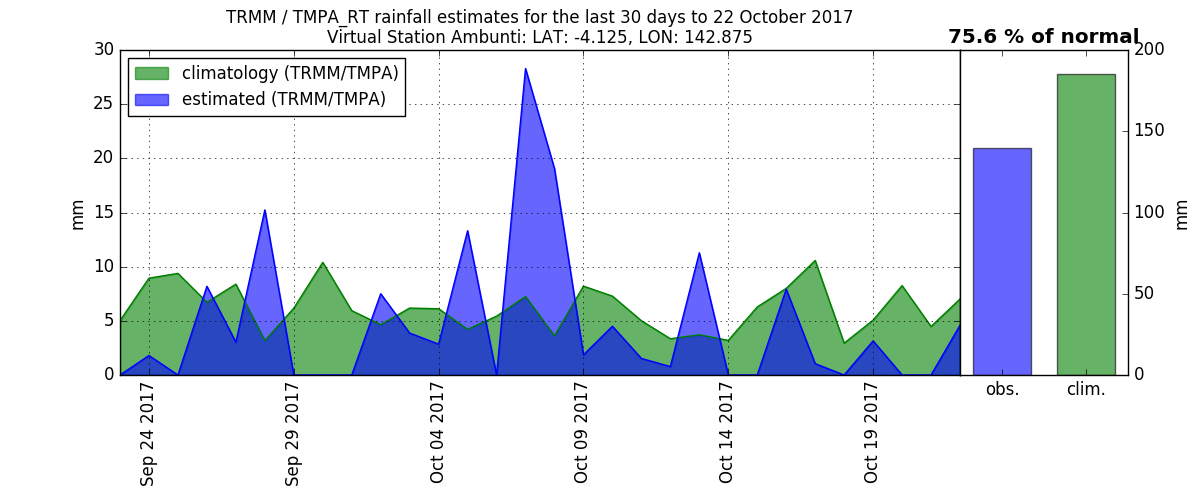 TRMM / TMPA_RT rainfall estimates for the last 30 days to 22 October 2017
Virtual Station Ambunti: LAT: -4.125, LON: 142.875
75.6 % of normal
climatology (TRMM/TMPA)
estimated (TRMM/TMPA)
30
25
20
15
10
5
0
mm
Sep 24 2017
Sep 29 2017
Oct 04 2017
Oct 09 2017
Oct 14 2017
Oct 19 2017
200
150
100
50
0
mm
obs.
clim.